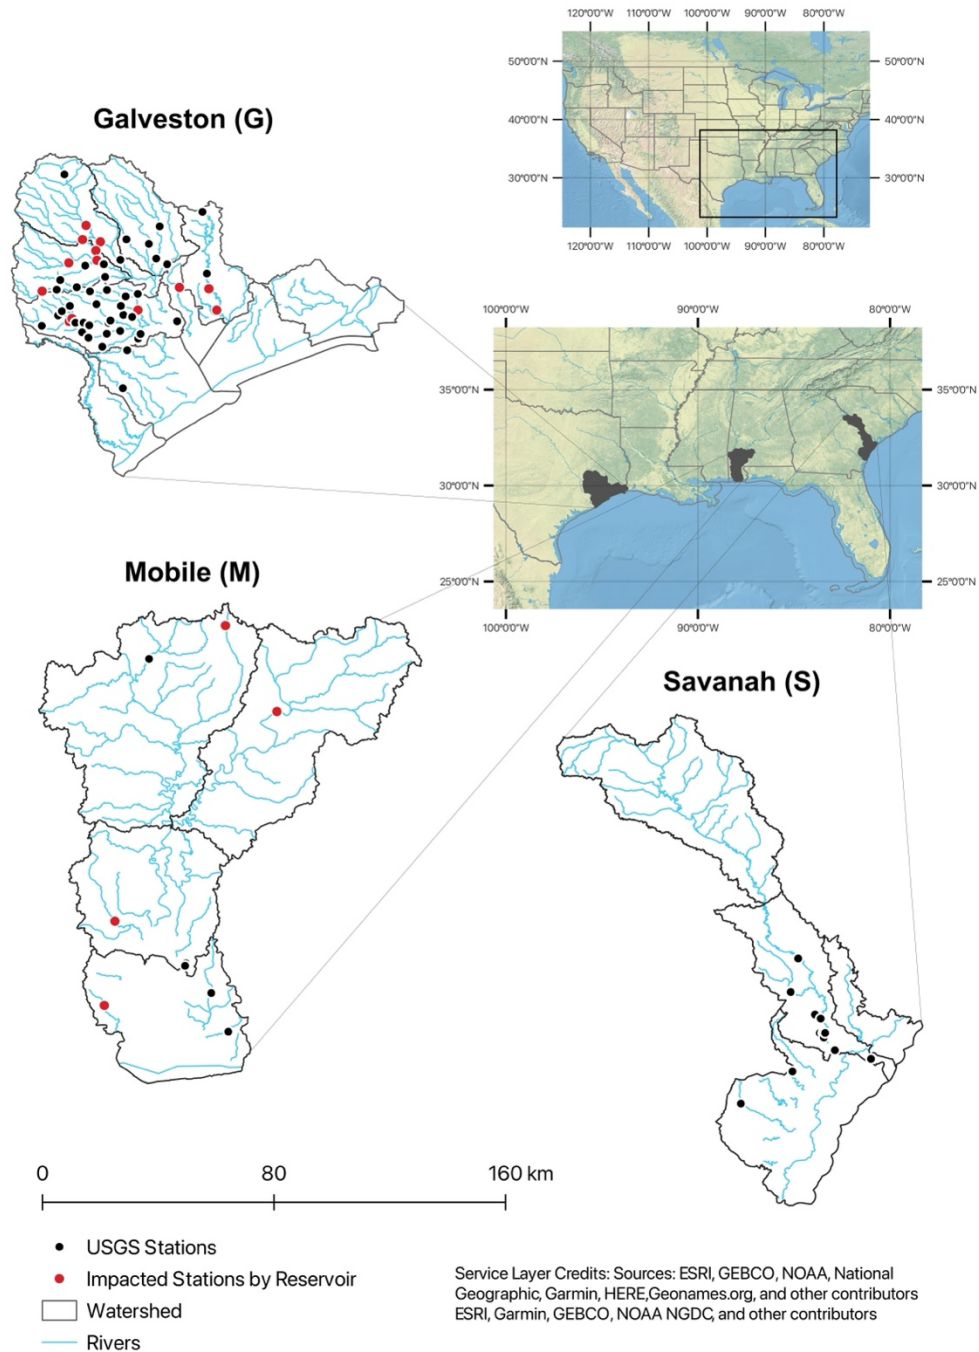 120°0'0"W 110°0'0"W 100°0'0"W 90°0'0"W 80°0'0"W
50°0'0"N 50°0'0"N
40°0'0"N 40°0'0"N
30°0'0"N 30°0'0"N
120°0'0"W 110°0'0"W 100°0'0"W 90°0'0"W 80°0'0"W
Galveston (G)
100°0'0"W 90°0'0"W 80°0'0"W
35°0'0"N 35°0'0"N
30°0'0"N 30°0'0"N
25°0'0"N 25°0'0"N
100°0'0"W 90°0'0"W 80°0'0"W
Mobile (M)
Savanah (S)
0 80 160 km
USGS Stations
Impacted Stations by Reservoir
Watershed
Rivers
Service Layer Credits: Sources: ESRI, GEBCO, NOAA, National
Geographic, Garmin, HERE,Geonames.org, and other contributors
ESRI, Garmin, GEBCO, NOAA NGDC, and other contributors